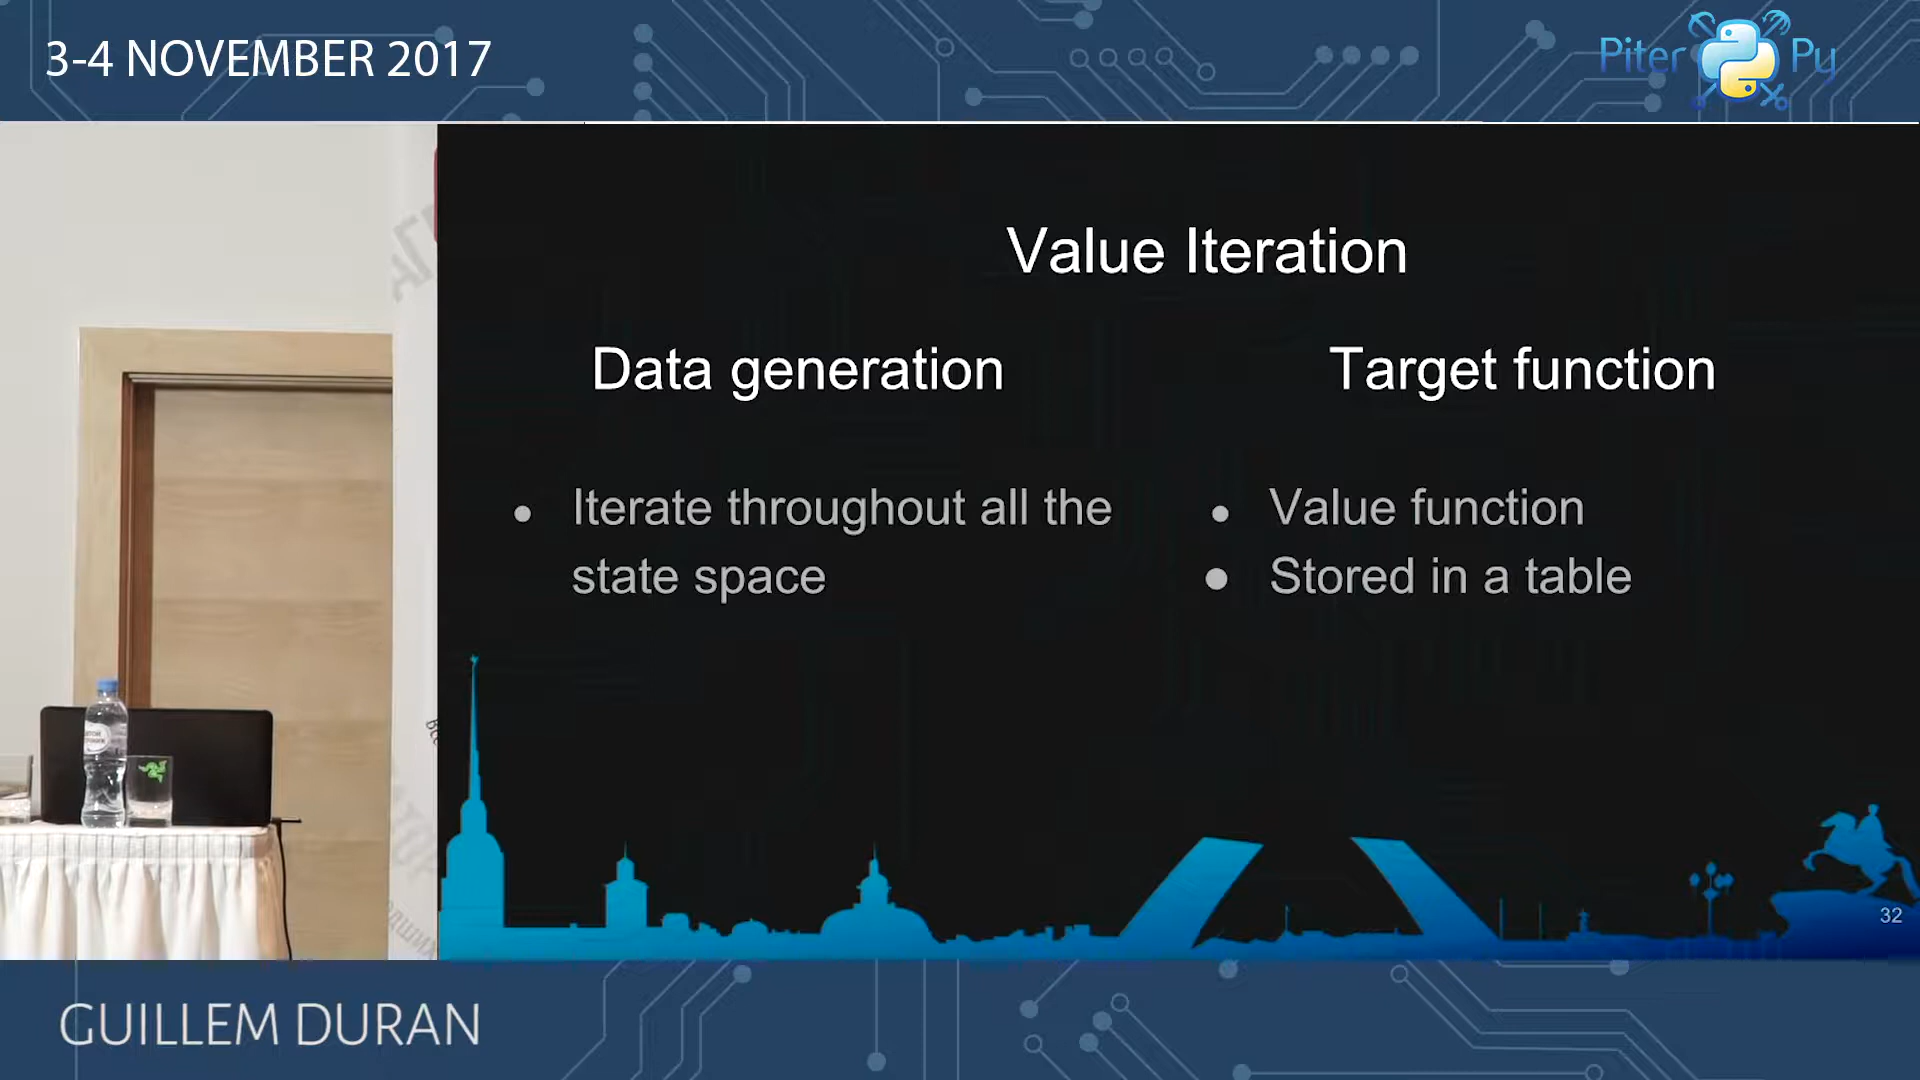 3-4 NOVEMBER 2017
Piter Py
Value Iteration
Data generation
Target function
● Iterate throughout all the
state space
● Value function
● Stored in a table
32
GUILLEM DURAN